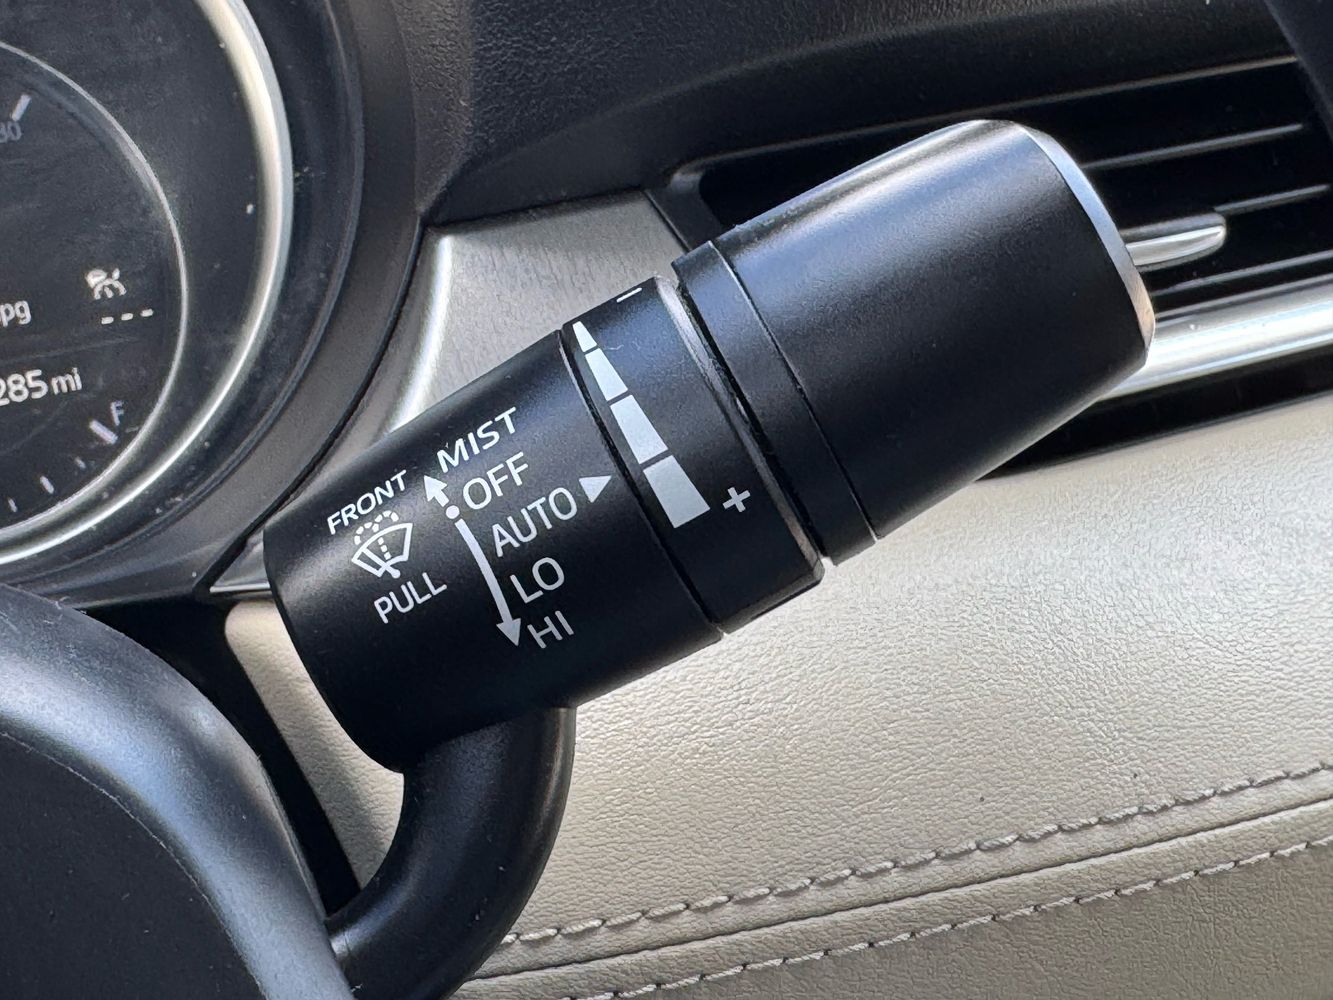 pg
285 mi
F
FRONT
PULL
MIST
OFF
AUTO
LO
HI
−
+